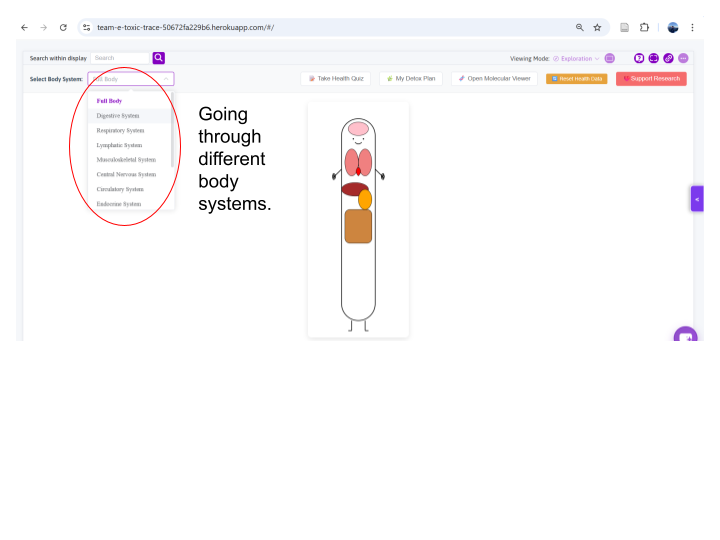 team-e-toxic-trace-50672fa229b6.herokuapp.com/#/
Search within display Search
Viewing Mode: Exploration
Select Body System: Full Body
Take Health Quiz
My Detox Plan
Open Molecular Viewer
Reset Health Data
Support Research
Full Body
Digestive System
Respiratory System
Lymphatic System
Musculoskeletal System
Central Nervous System
Circulatory System
Endocrine System
Going
through
different
body
systems.